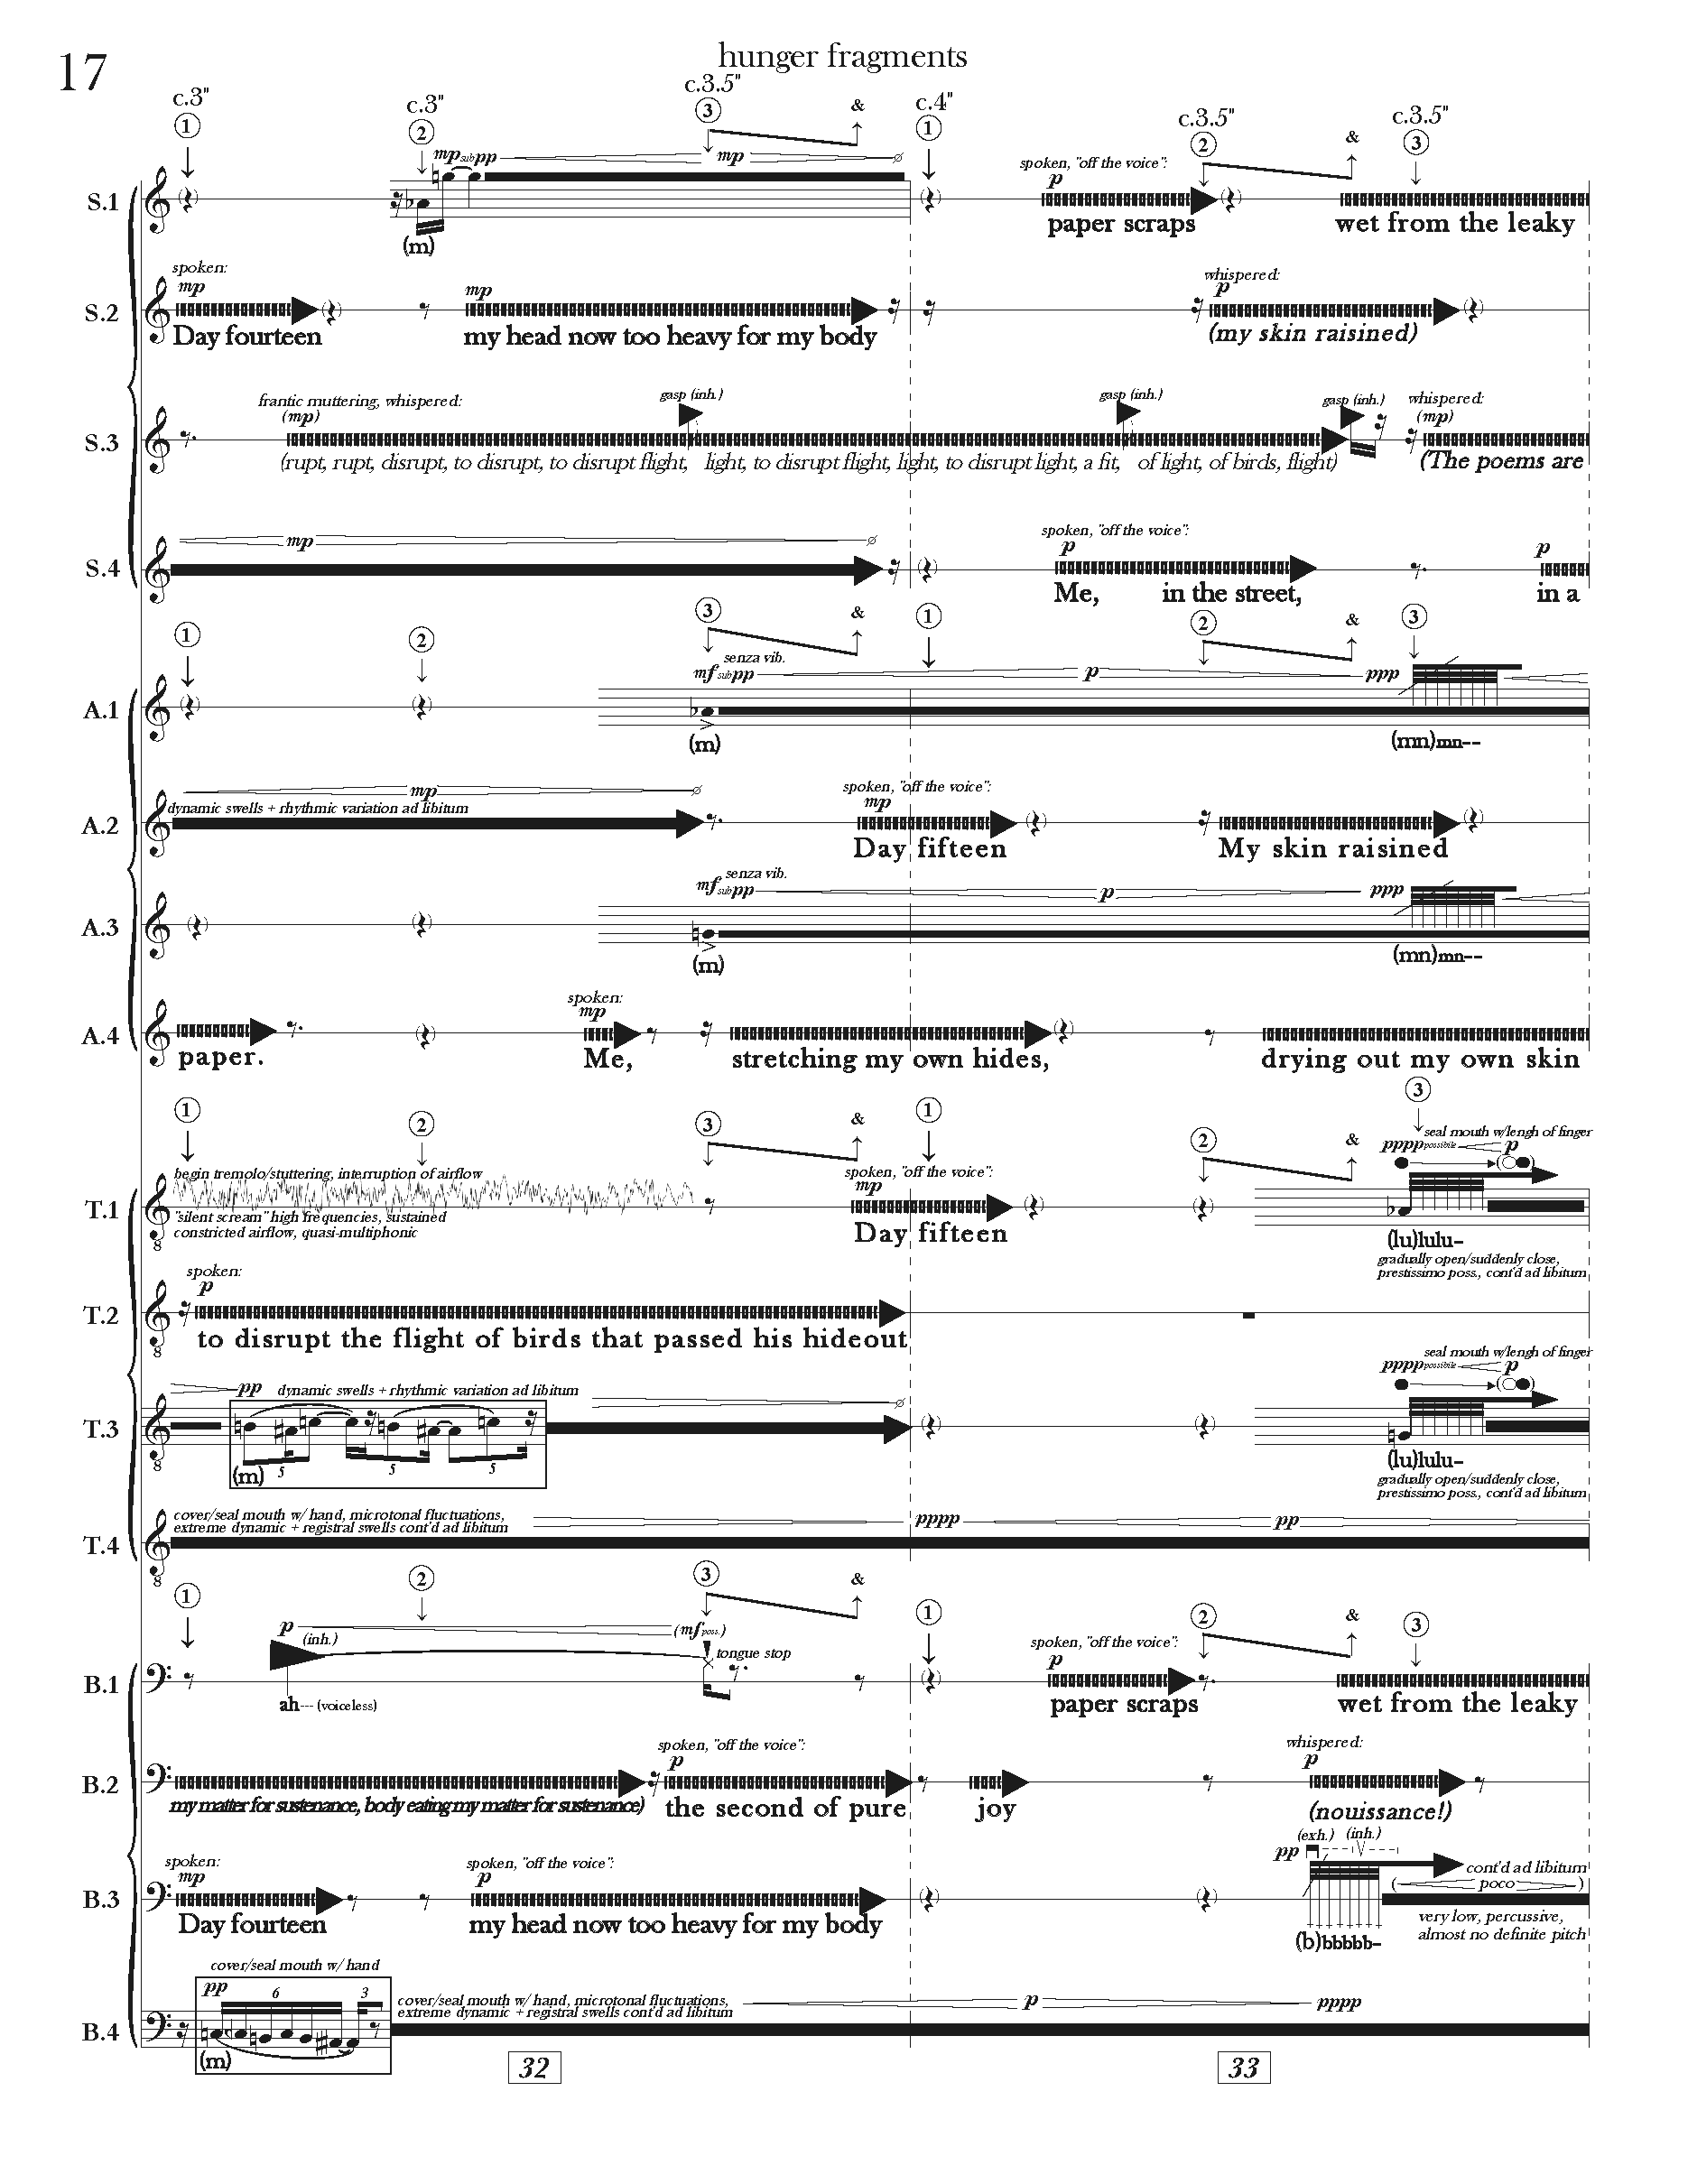 17
hunger fragments
c.3" c.3" c.3.5" c.4" c.3.5" c.3.5"
1 2 3 & 1 2 & 3
mp sub pp mp spoken, "off the voice":
p
S.1
(m) paper scraps wet from the leaky
spoken: whispered:
mp mp p
S.2
Day fourteen my head now too heavy for my body (my skin raisined)
frantic muttering, whispered: gasp (inh.) gasp (inh.) gasp (inh.) whispered:
(mp) (mp)
S.3
(rupt, rupt, disrupt, to disrupt, to disrupt flight, light, to disrupt flight, light, to disrupt light, a fit, of light, of birds, flight) (The poems are
spoken, "off the voice":
mp p p
S.4
Me, in the street, in a
1 2 3 & 1 2 & 3
senza vib.
mf sub pp p ppp
A.1
(m) (mn)mn--
mp spoken, "off the voice":
dynamic swells + rhythmic variation ad libitum mp
A.2
Day fifteen My skin raisined
senza vib.
mf sub pp p ppp
A.3
(m) (mn)mn--
spoken:
mp
A.4
paper. Me, stretching my own hides, drying out my own skin
1 2 3 & 1 2 & 3
seal mouth w/lengh of finger
pppp possibile p
begin tremolo/stuttering, interruption of airflow spoken, "off the voice":
mp
T.1
"silent scream" high frequencies, sustained
constricted airflow, quasi-multiphonic
8
Day fifteen (lu)lulu-
gradually open/suddenly close,
prestissimo poss., cont'd ad libitum
spoken:
p
T.2
8
to disrupt the flight of birds that passed his hideout
seal mouth w/lengh of finger
pppp possibile p
pp dynamic swells + rhythmic variation ad libitum
T.3
8
(m) 5 5 5 (lu)lulu-
gradually open/suddenly close,
prestissimo poss., cont'd ad libitum
cover/seal mouth w/ hand, microtonal fluctuations,
extreme dynamic + registral swells cont'd ad libitum pppp pp
T.4
8
1 2 3 & 1 2 & 3
p (inh.) (mf poss.) tongue stop spoken, "off the voice":
p
B.1
ah--- (voiceless) paper scraps wet from the leaky
spoken, "off the voice": whispered:
p p
B.2
my matter for sustenance, body eating my matter for sustenance) the second of pure joy (nouissance!)
spoken: spoken, "off the voice": pp (exh.) (inh.)
mp p cont'd ad libitum
( poco )
B.3
Day fourteen my head now too heavy for my body (b)bbbbb-
very low, percussive,
almost no definite pitch
cover/seal mouth w/ hand
pp 6 3 cover/seal mouth w/ hand, microtonal fluctuations,
extreme dynamic + registral swells cont'd ad libitum p pppp
B.4
(m)
32 33